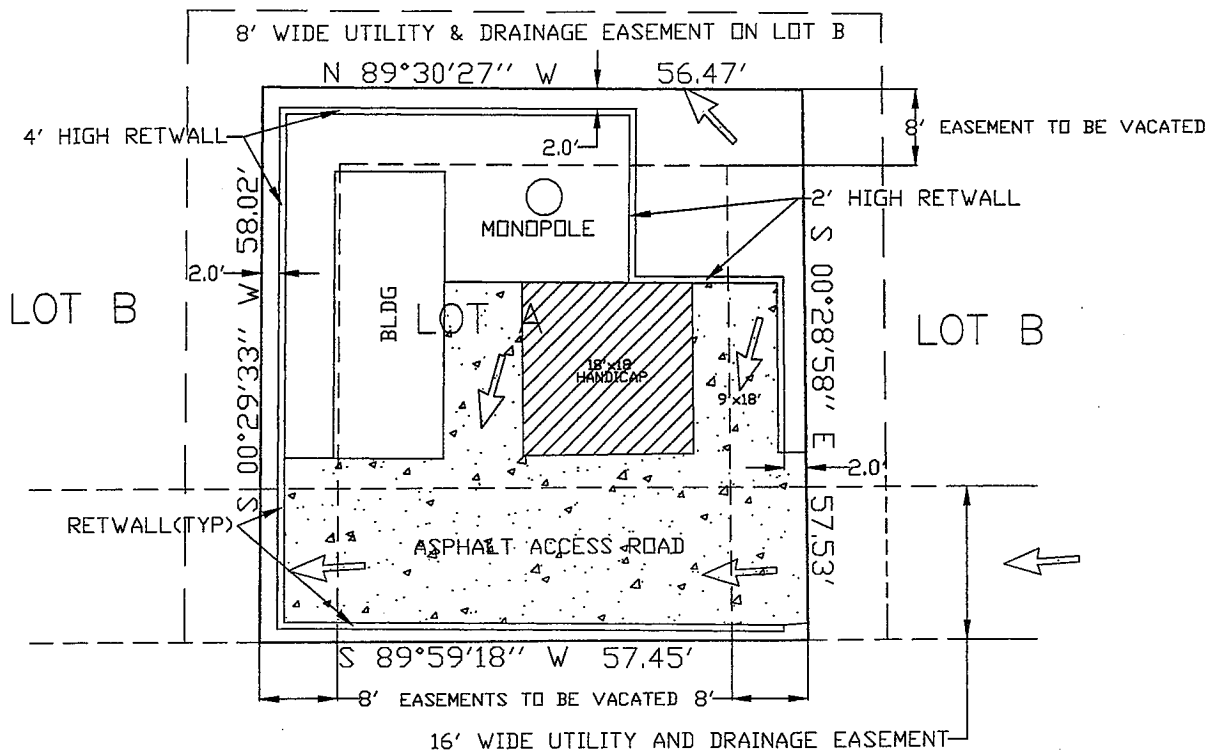 8' WIDE UTILITY & DRAINAGE EASEMENT ON LOT B
N 89°30'27'' W 56.47'
4' HIGH RETWALL
8' EASEMENT TO BE VACATED
2.0'
2' HIGH RETWALL
MONOPOLE
S 00°29'33'' W 58.02'
S 00°28'58'' E 57.53'
2.0'
LOT B
BLDG
LOT A
LOT B
18'x18
HANDICAP
9'x18'
2.0'
RETWALL(TYP)
ASPHALT ACCESS ROAD
S 89°59'18'' W 57.45'
8' EASEMENTS TO BE VACATED 8'
16' WIDE UTILITY AND DRAINAGE EASEMENT